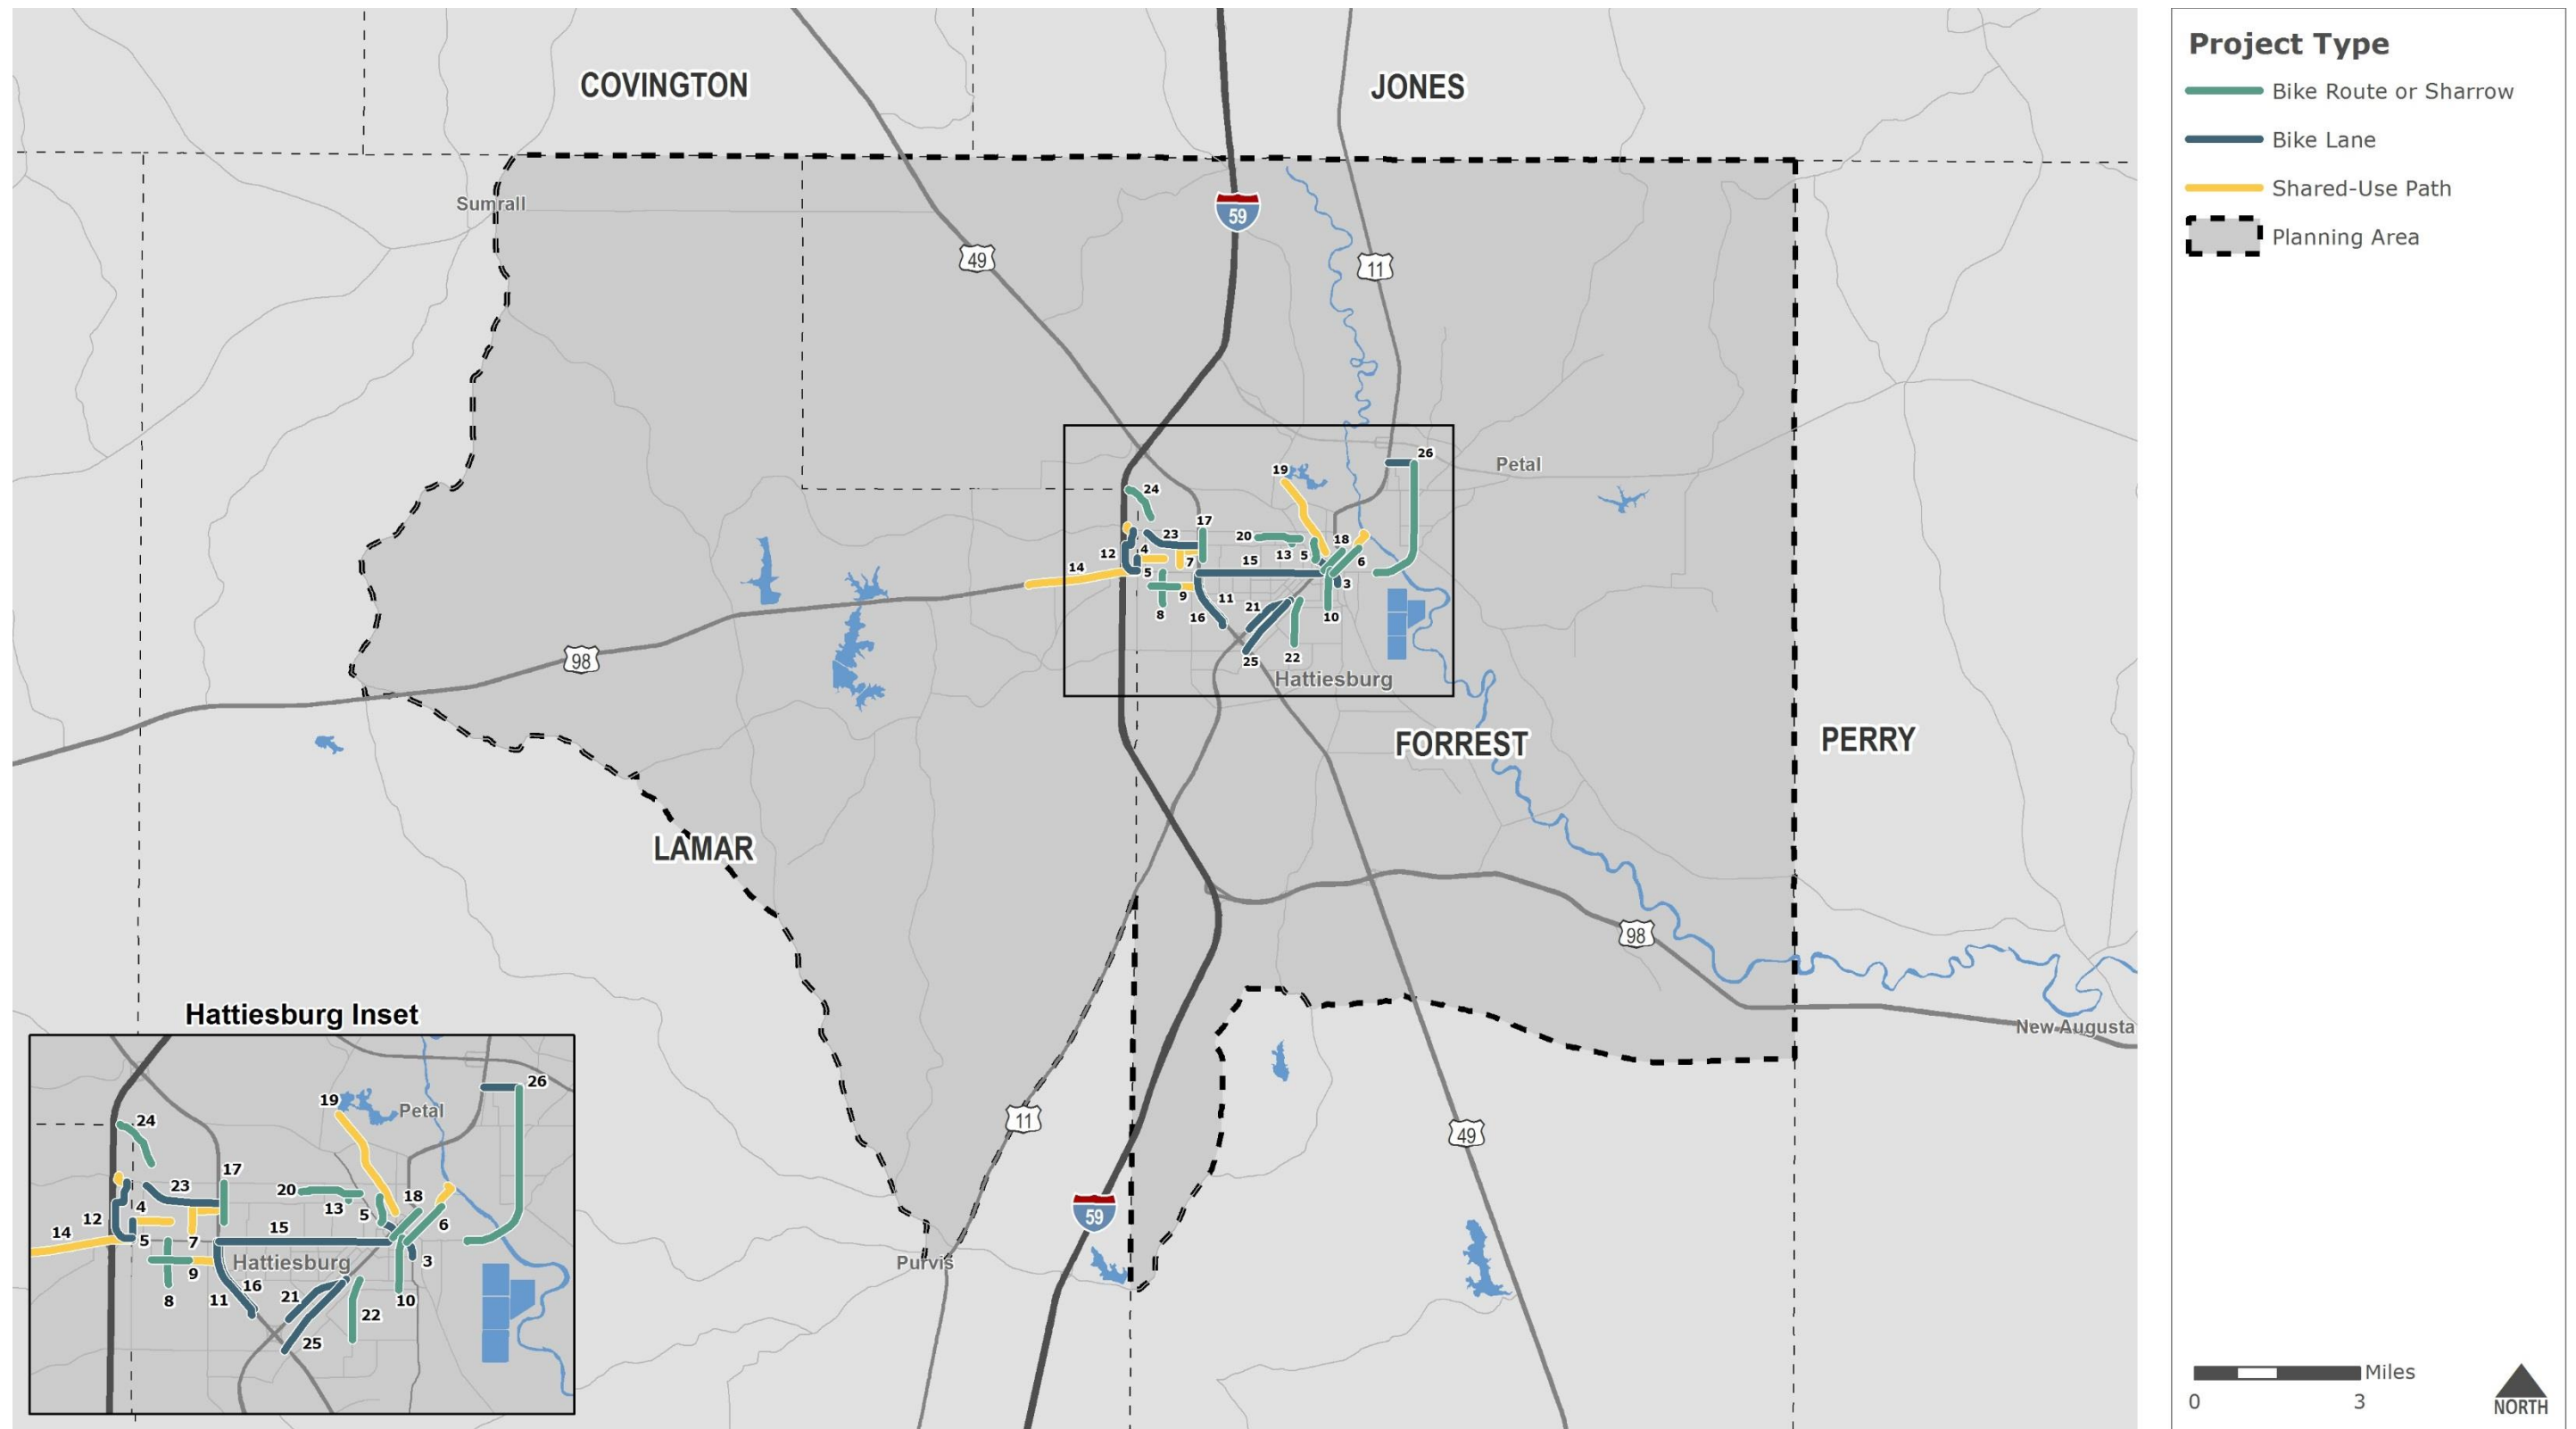 COVINGTON
JONES
Sumrall
59
49
11
26
Petal
19
24
17
23
20
18
12
4
13
5
6
7
15
14
5
3
9
11
8
16
21
10
25
22
98
Hattiesburg
FORREST
PERRY
LAMAR
98
New Augusta
11
49
59
Purvis
Hattiesburg Inset
26
19
Petal
24
17
23
20
18
4
13
5
12
6
15
14
5
7
3
Hattiesburg
9
16
21
8
11
10
22
25
Project Type
Bike Route or Sharrow
Bike Lane
Shared-Use Path
Planning Area
Miles
0 3
NORTH